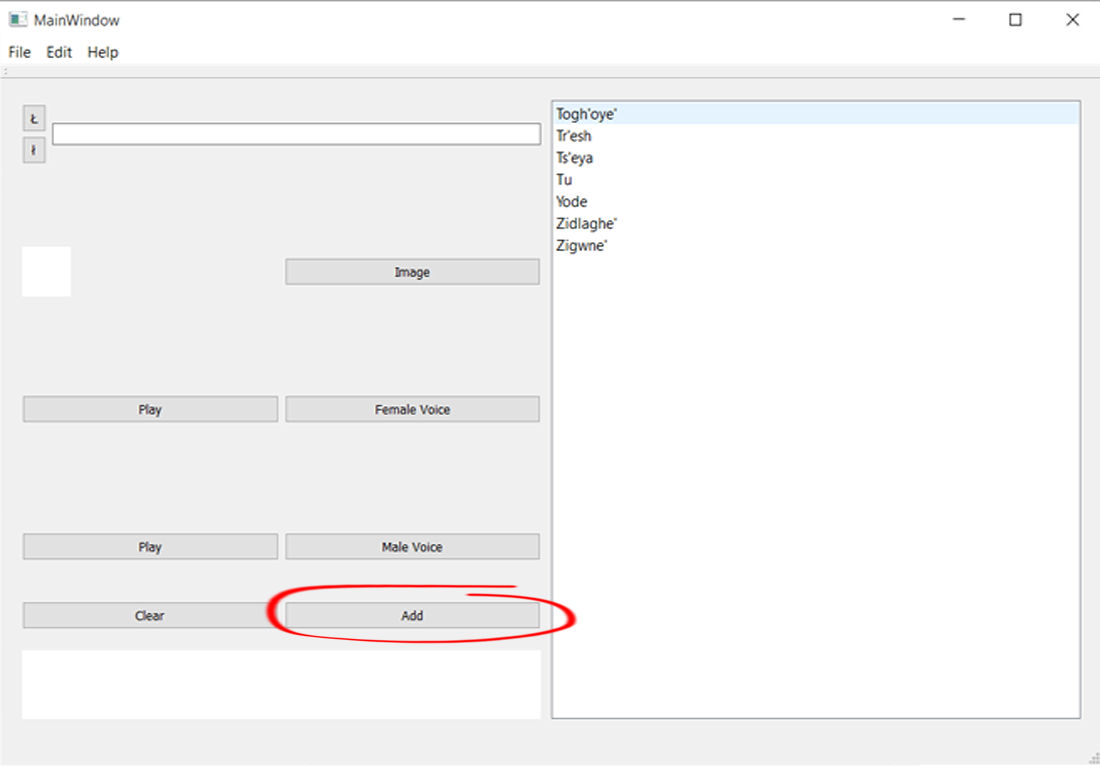 MainWindow
File Edit Help
Ł
ł
Togh'oye'
Tr'esh
Ts'eya
Tu
Yode
Zidlaghe'
Zigwne'
Image
Play Female Voice
Play Male Voice
Clear Add